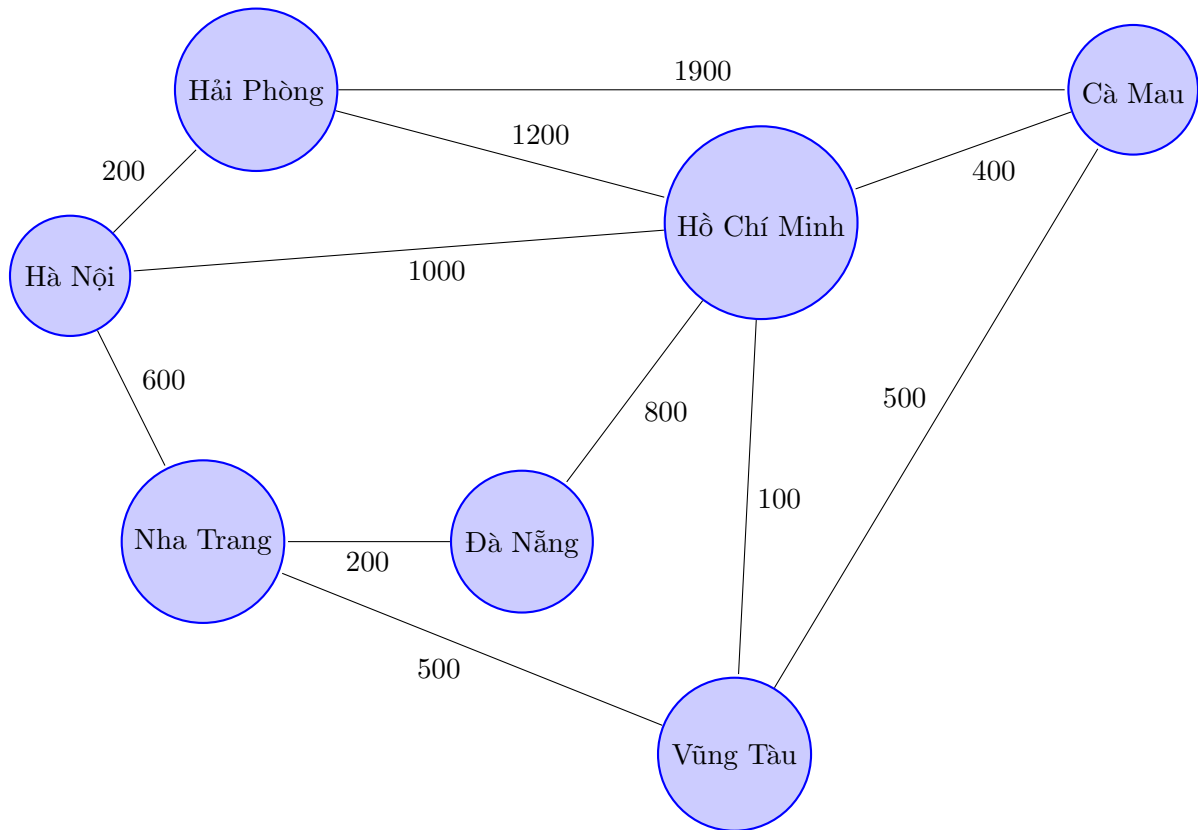 1900
Hải Phòng
Cà Mau
1200
200
400
Hồ Chí Minh
Hà Nội
1000
600
500
800
100
Nha Trang
Đà Nẵng
200
500
Vũng Tàu